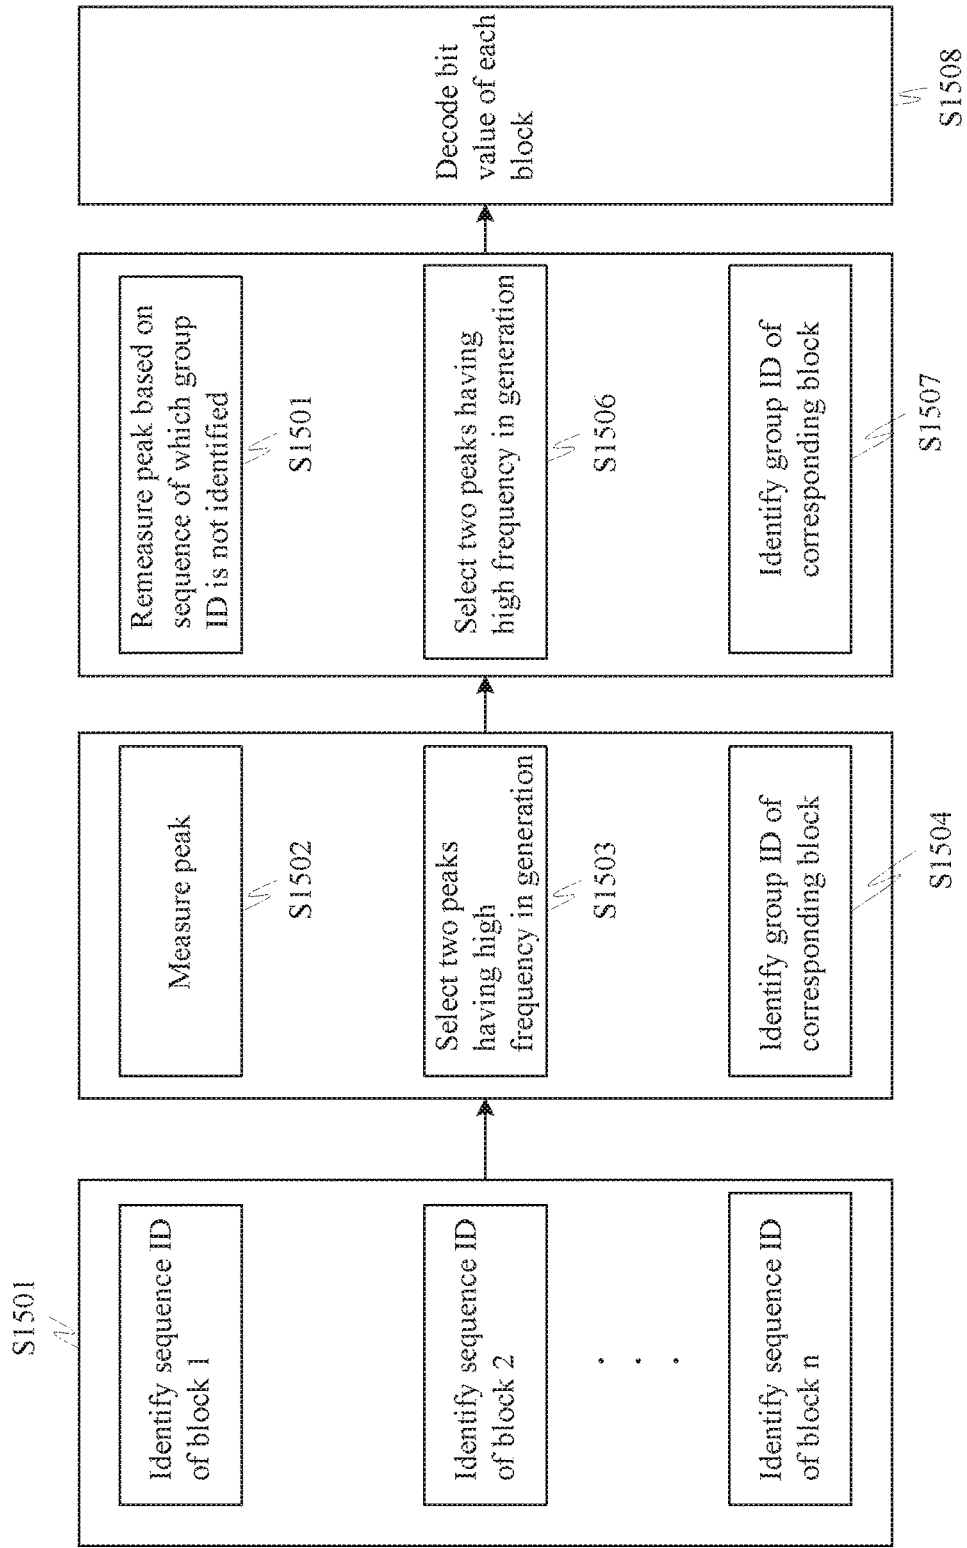 S1501
Identify sequence ID
of block 1
Identify sequence ID
of block 2
. . .
Identify sequence ID
of block n
Measure peak
S1502
Select two peaks
having high
frequency in generation
S1503
Identify group ID of
corresponding block
S1504
Remeasure peak based on
sequence of which group
ID is not identified
S1501
Select two peaks having
high frequency in generation
S1506
Identify group ID of
corresponding block
S1507
Decode bit
value of each
block
S1508